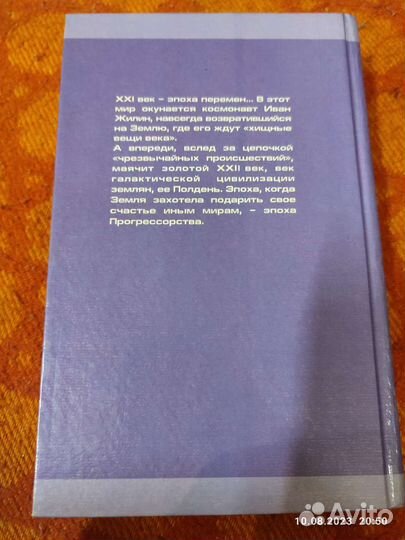 XXI век – эпоха перемен... В этот
мир окунается космонавт Иван
Жилин, навсегда возвратившийся
на Землю, где его ждут «хищные
вещи века».
А впереди, вслед за цепочкой
«чрезвычайных происшествий»,
маячит золотой XXII век, век
галактической цивилизации
землян, ее Полдень. Эпоха, когда
Земля захотела подарить свое
счастье иным мирам, – эпоха
Прогрессорства.
10.08.2023 20:50
Avito